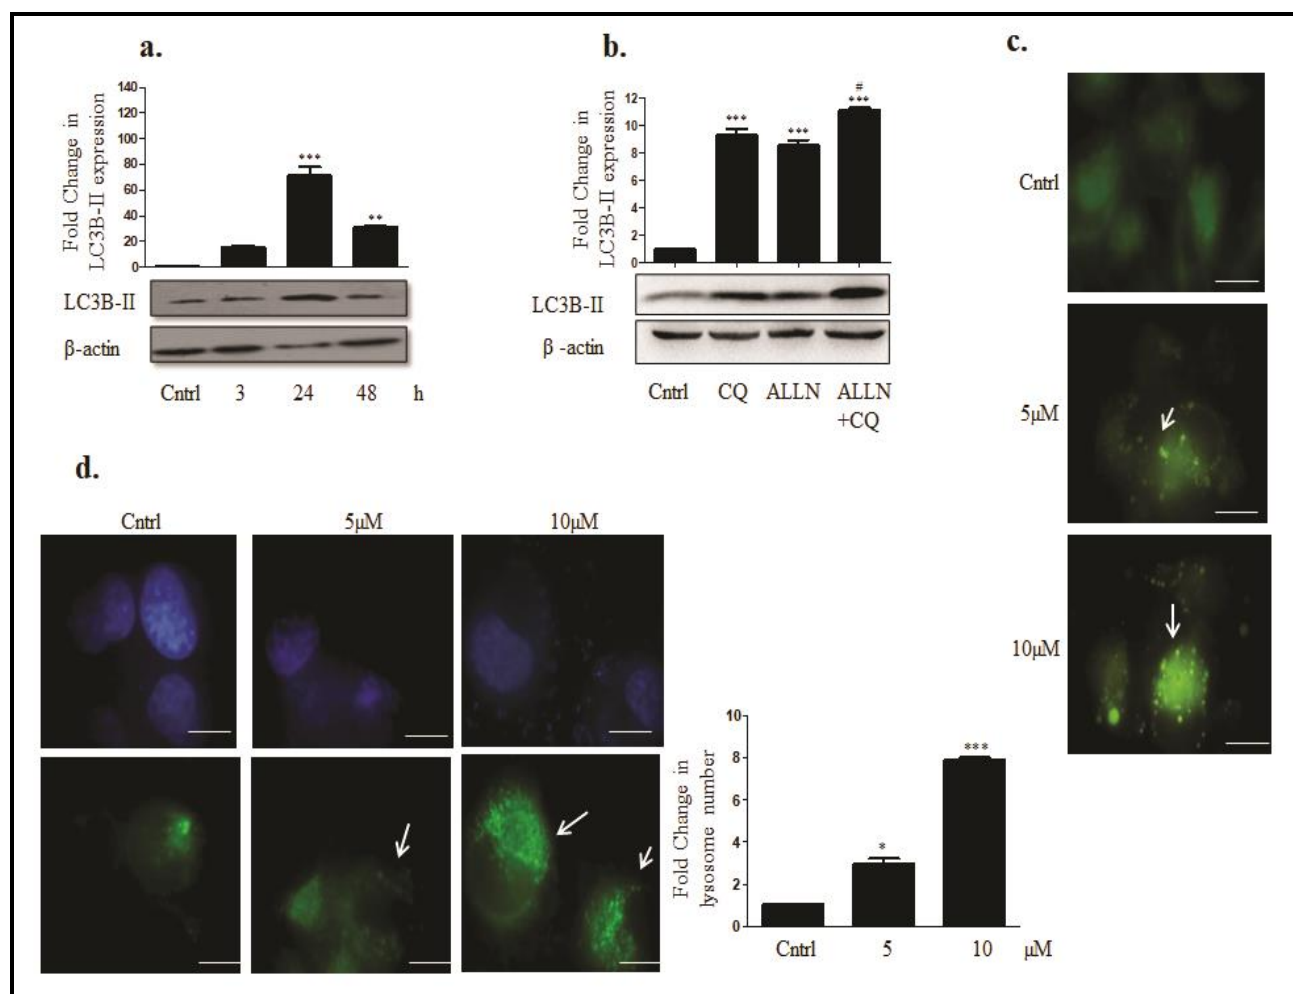 a.
Fold Change in
LC3B-II expression
140
120
100
80
60
40
20
0
***
**
LC3B-II
β-actin
Cntrl 3 24 48 h
b.
Fold Change in
LC3B-II expression
12
10
8
6
4
2
0
***
***
#
***
LC3B-II
β -actin
Cntrl CQ ALLN ALLN
+CQ
c.
Cntrl
5μM
10μM
d.
Cntrl 5μM 10μM
Fold Change in
lysosome number
10
8
6
4
2
0
*
***
Cntrl 5 10 μM